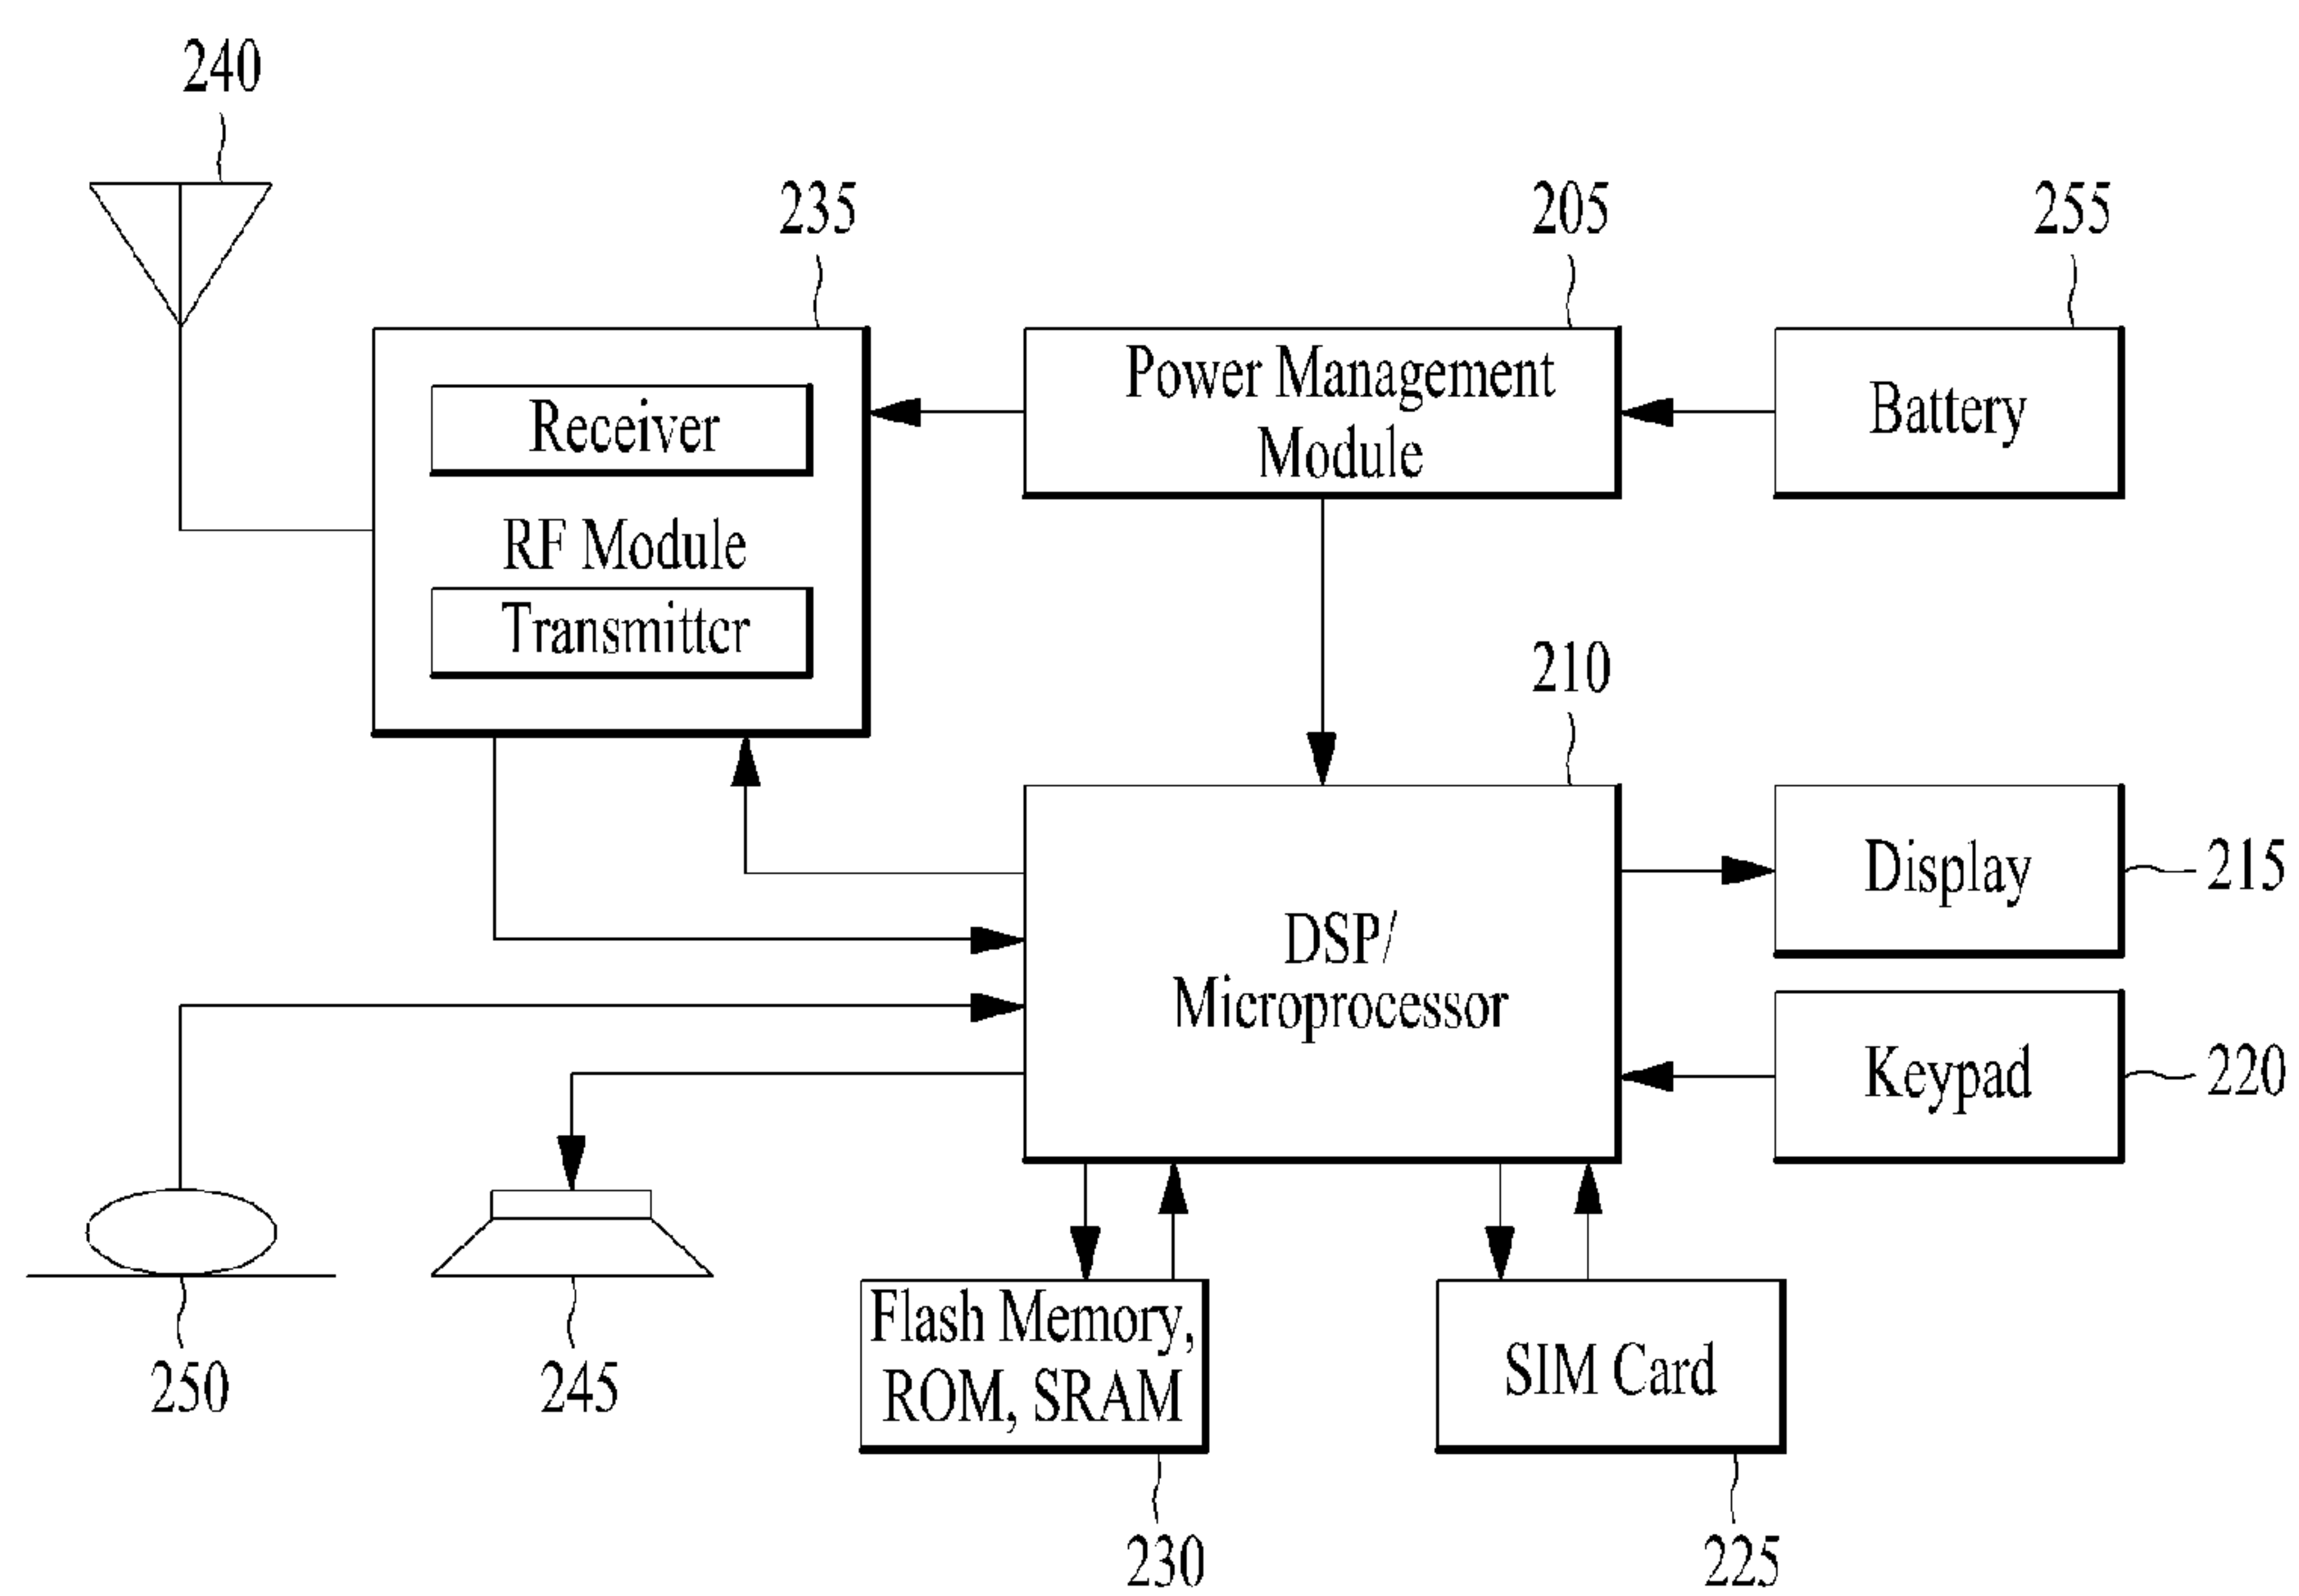 240
235
205
255
Receiver
RF Module
Transmitter
Power Management
Module
Battery
210
DSP/
Microprocessor
Display
215
Keypad
220
250
245
Flash Memory,
ROM, SRAM
SIM Card
230
225